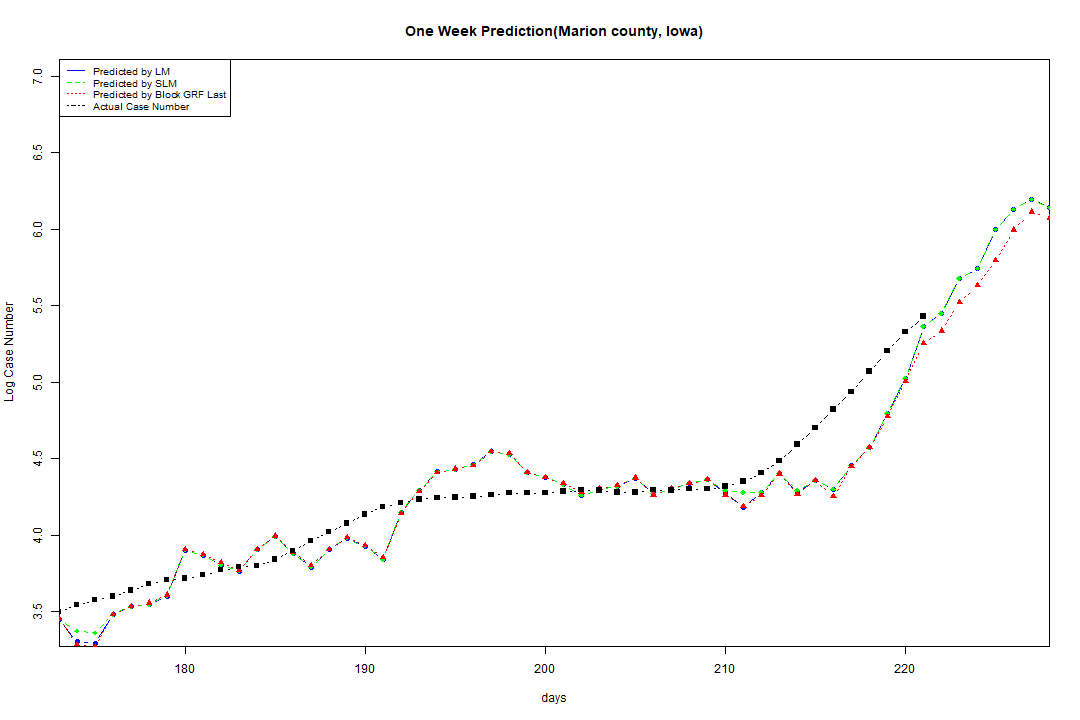 One Week Prediction(Marion county, Iowa)
Predicted by LM
Predicted by SLM
Predicted by Block GRF Last
Actual Case Number
7.0
6.5
6.0
5.5
5.0
4.5
4.0
3.5
Log Case Number
180 190 200 210 220
days